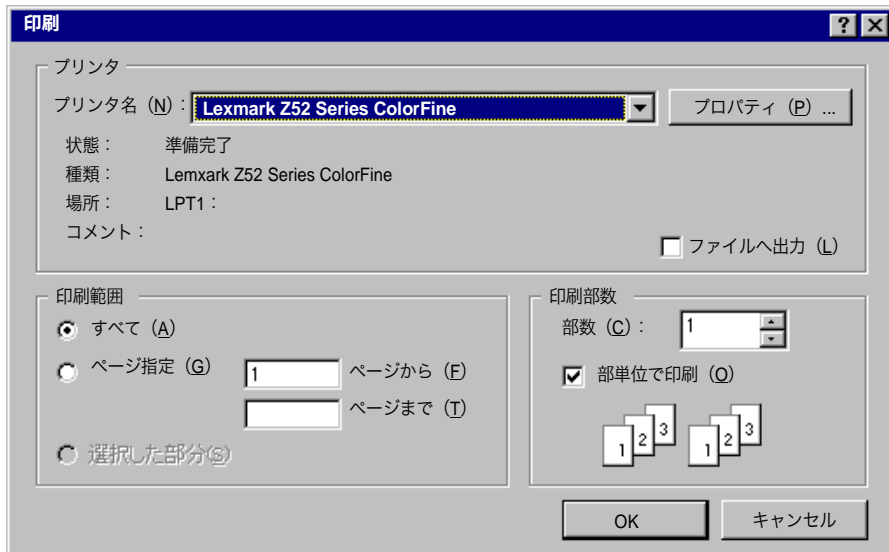 印刷
?
プリンタ
プリンタ名（N）： Lexmark Z52 Series ColorFine プロパティ（P）...
状態： 準備完了
種類： Lemxark Z52 Series ColorFine
場所： LPT1：
コメント：
ファイルへ出力（L）
印刷範囲
すべて（A）
ページ指定（G） 1 ページから（F）
ページまで（T）
選択した部分(S)
印刷部数
部数（C）： 1
部単位で印刷（O）
1 2 3 1 2 3
OK キャンセル